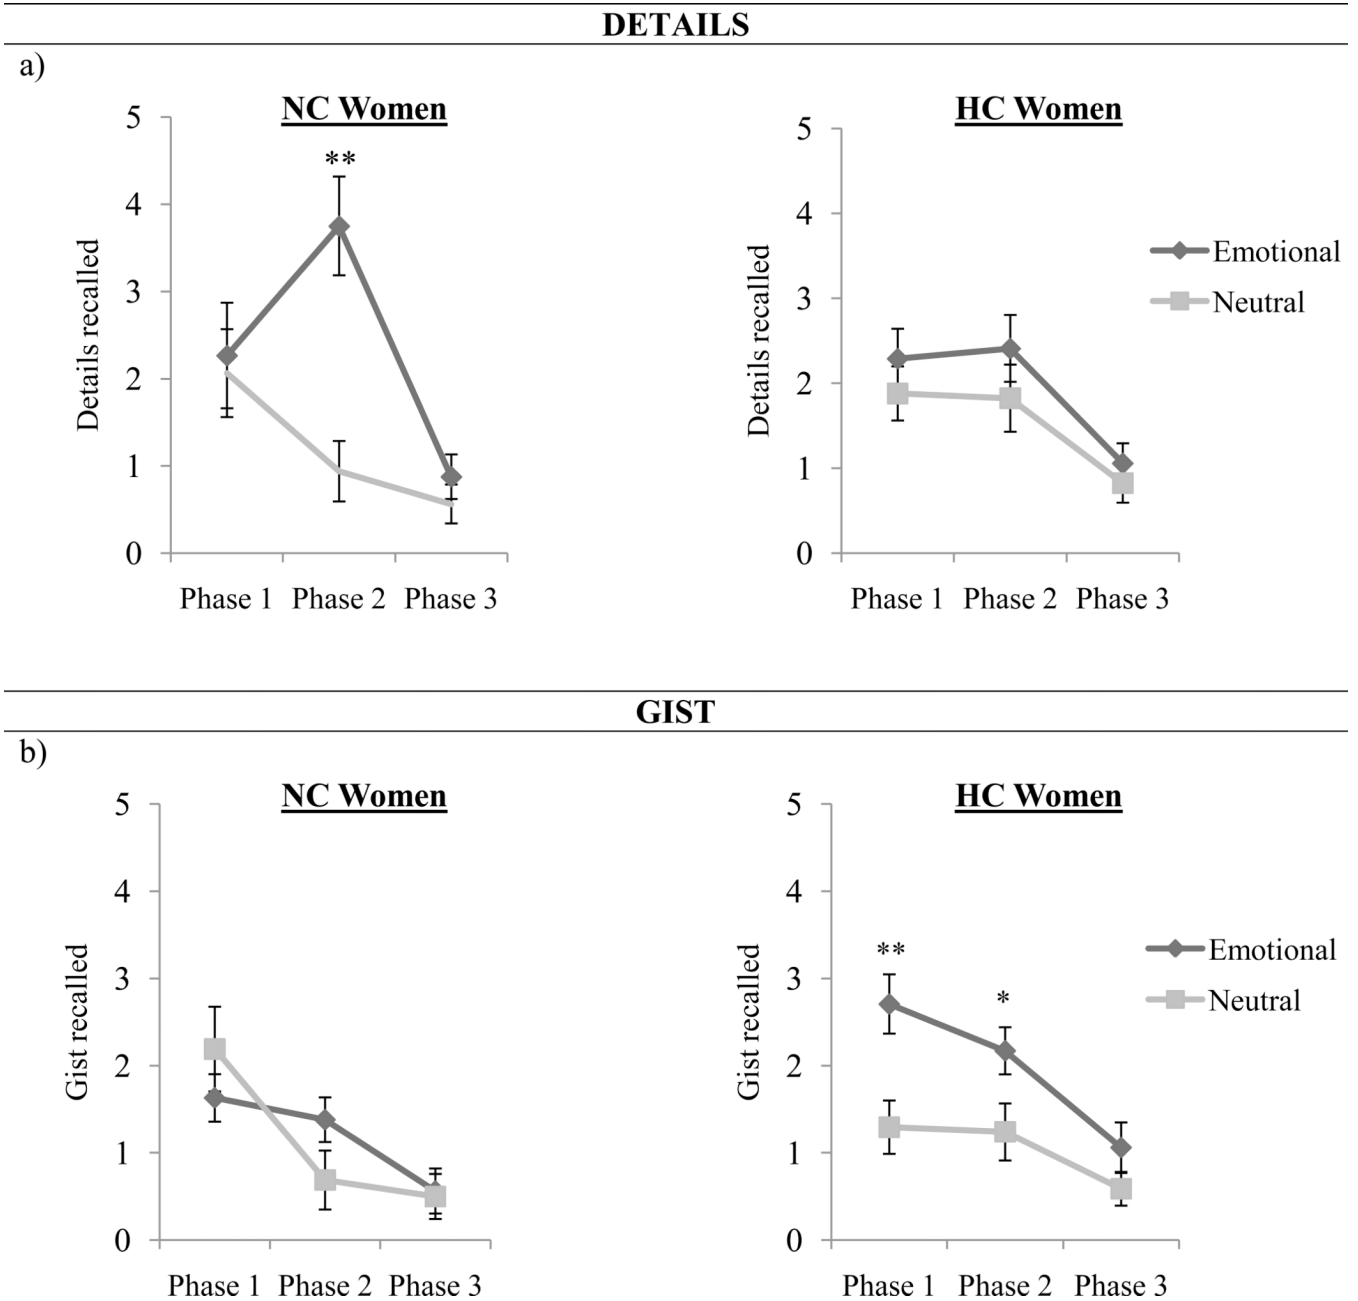 DETAILS
a)
NC Women
HC Women
**
5
4
3
2
1
0
Details recalled
Phase 1 Phase 2 Phase 3
5
4
3
2
1
0
Details recalled
Phase 1 Phase 2 Phase 3
Emotional
Neutral
GIST
b)
NC Women
HC Women
5
4
3
2
1
0
Gist recalled
Phase 1 Phase 2 Phase 3
**
*
5
4
3
2
1
0
Gist recalled
Phase 1 Phase 2 Phase 3
Emotional
Neutral